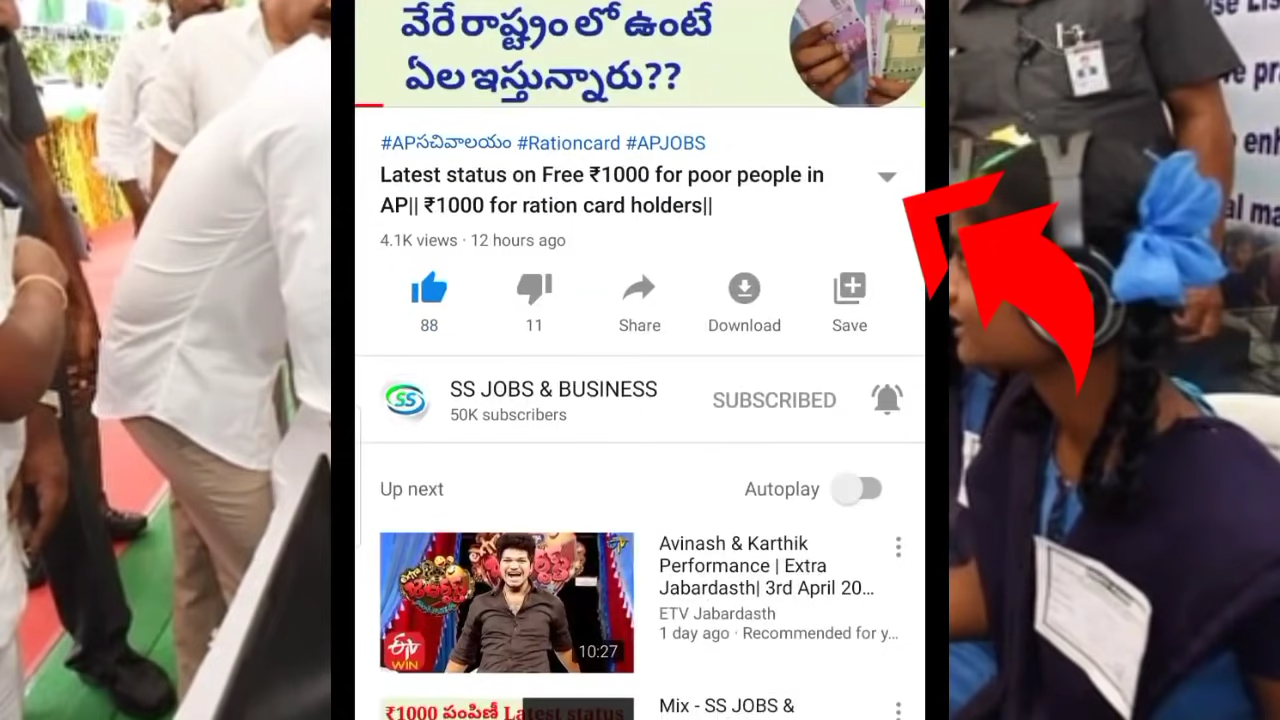 వేరే రాష్ట్రం లో ఉంటే
ఏల ఇస్తున్నారు??
#APసచివాలయం #Rationcard #APJOBS
Latest status on Free ₹1000 for poor people in
AP|| ₹1000 for ration card holders||
4.1K views · 12 hours ago
88
11
Share
Download
Save
SS
SS JOBS & BUSINESS
50K subscribers
SUBSCRIBED
Up next
Autoplay
Avinash & Karthik
Performance | Extra
Jabardasth| 3rd April 20...
ETV Jabardasth
1 day ago · Recommended for y...
WIN
10:27
₹1000 పంపిణీ Latest status
Mix - SS JOBS &